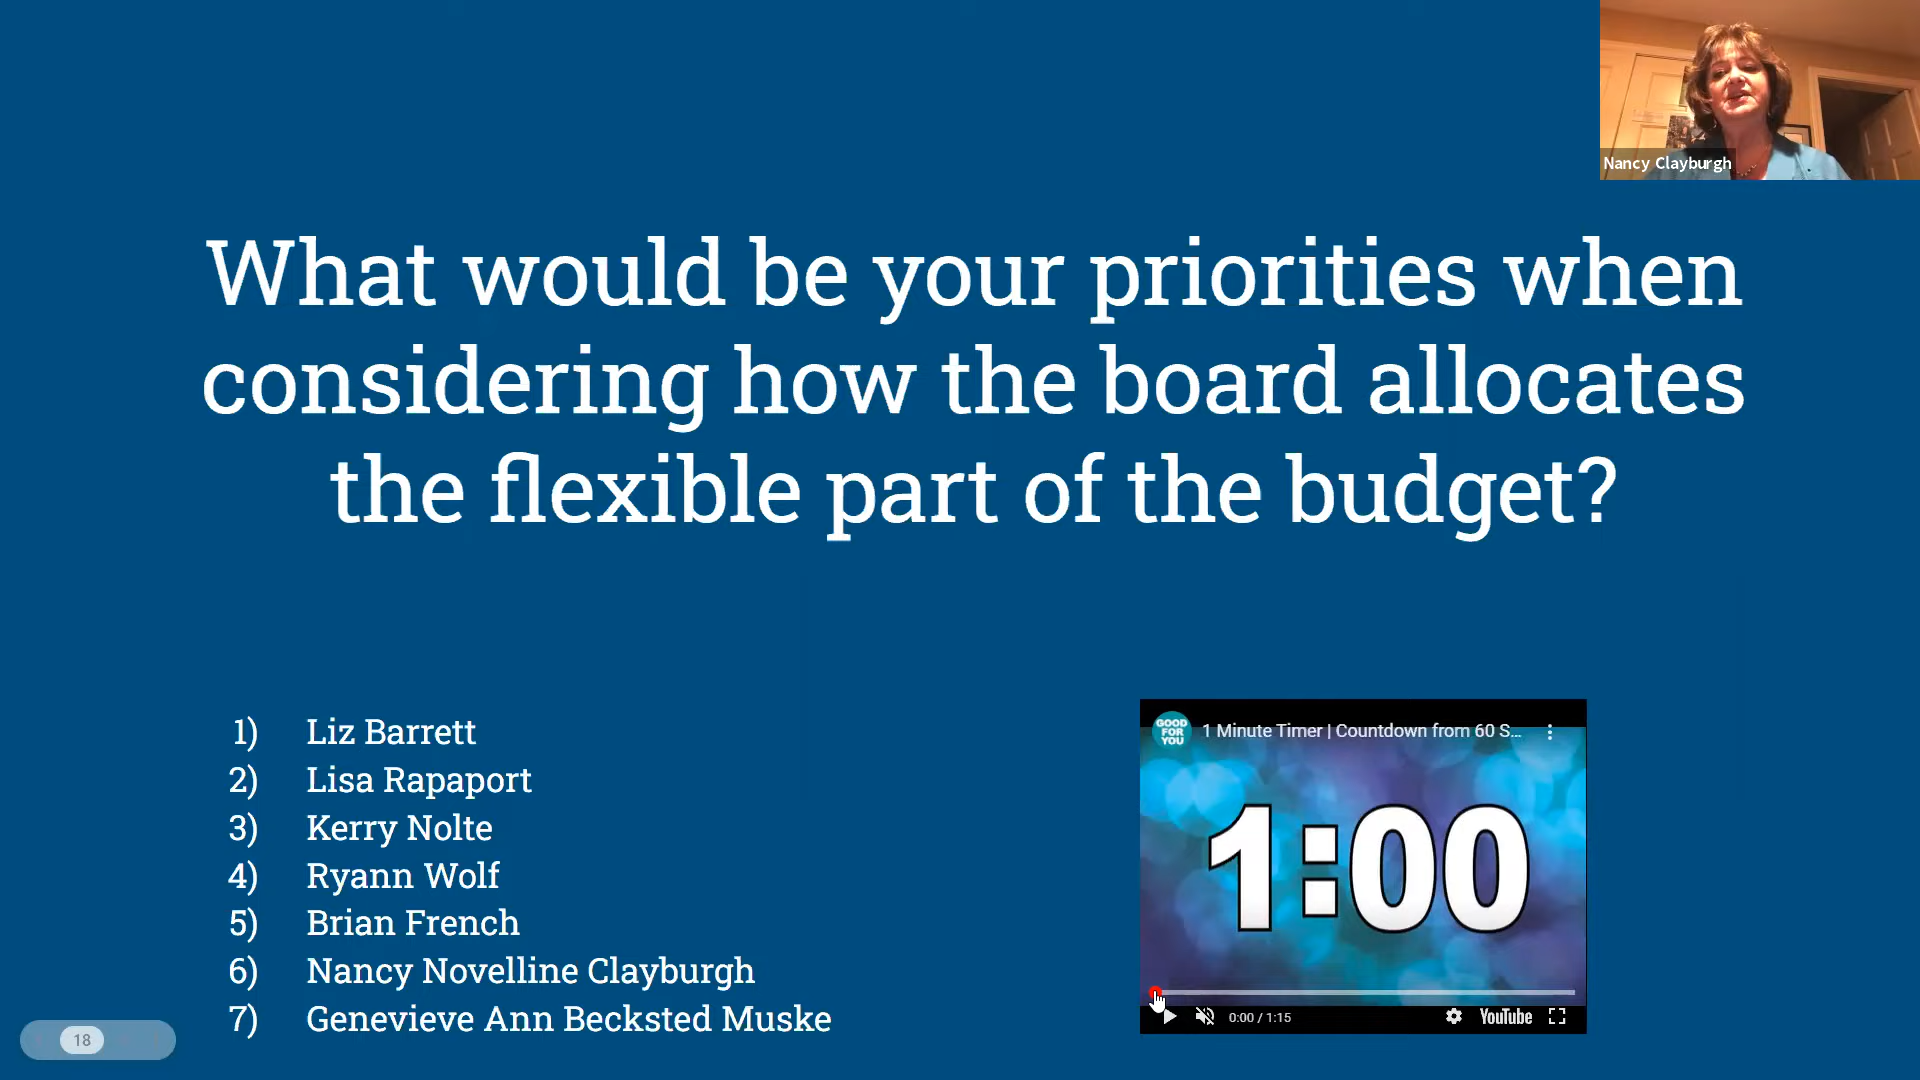 Nancy Clayburgh
What would be your priorities when
considering how the board allocates
the flexible part of the budget?
1) Liz Barrett
2) Lisa Rapaport
3) Kerry Nolte
4) Ryann Wolf
5) Brian French
6) Nancy Novelline Clayburgh
7) Genevieve Ann Becksted Muske
GOOD
FOR
YOU
1 Minute Timer | Countdown from 60 S...
1:00
0:00 / 1:15
YouTube
18